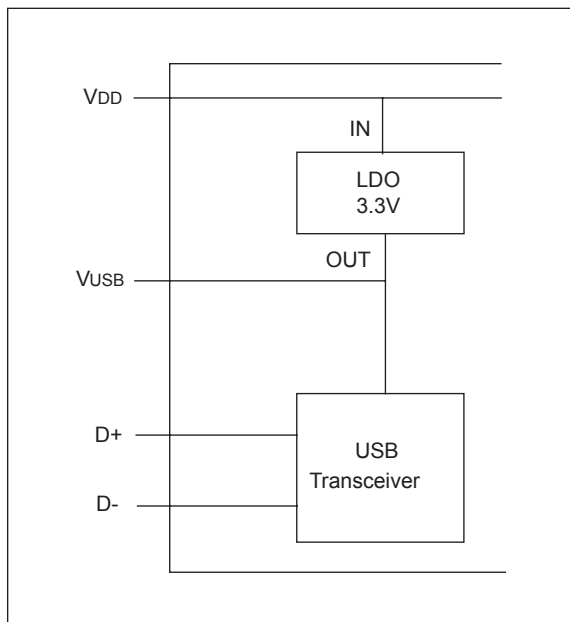 VDD
IN
LDO
3.3V
OUT
VUSB
D+
USB
Transceiver
D-